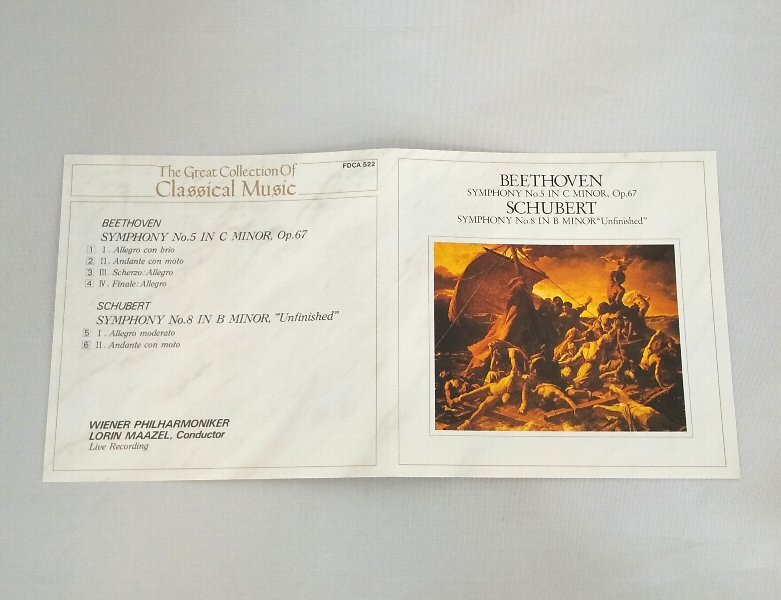 FDCA 522
The Great Collection Of
Classical Music
BEETHOVEN
SYMPHONY No.5 IN C MINOR, Op.67
1 I. Allegro con brio
2 II. Andante con moto
3 III. Scherzo: Allegro
4 IV. Finale: Allegro
SCHUBERT
SYMPHONY No.8 IN B MINOR, "Unfinished"
5 I. Allegro moderato
6 II. Andante con moto
WIENER PHILHARMONIKER
LORIN MAAZEL, Conductor
Live Recording
BEETHOVEN
SYMPHONY No.5 IN C MINOR, Op.67
SCHUBERT
SYMPHONY No.8 IN B MINOR "Unfinished"